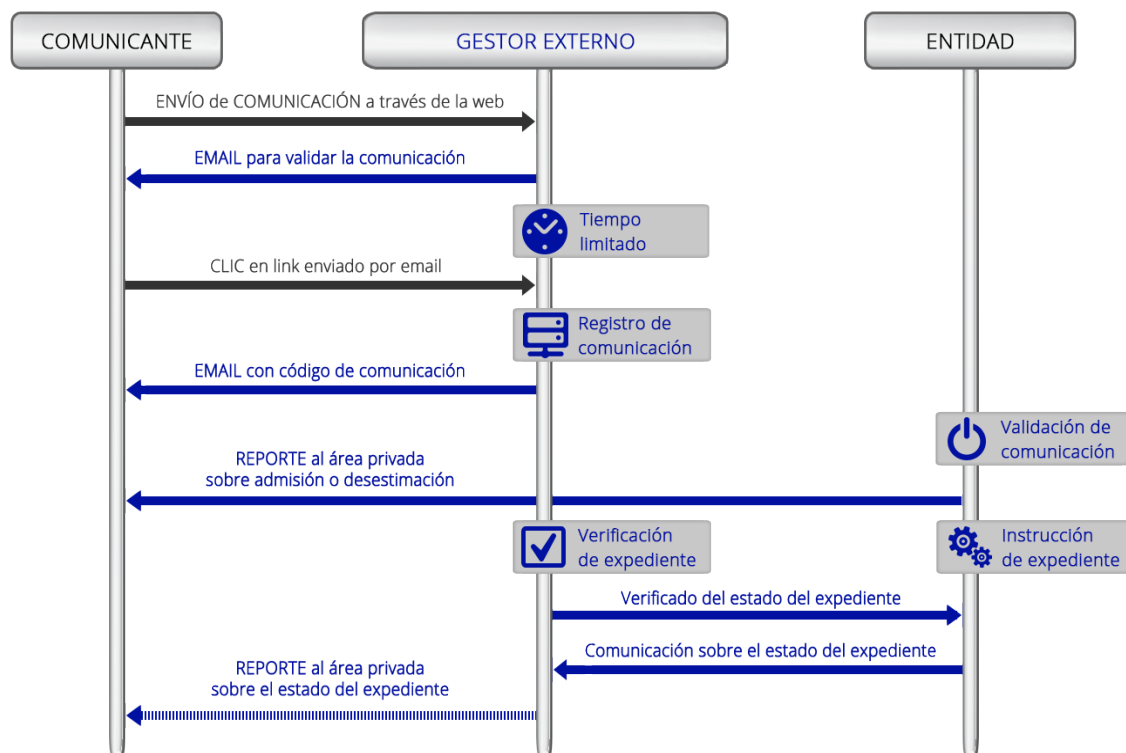 COMUNICANTE
GESTOR EXTERNO
ENTIDAD
ENVÍO de COMUNICACIÓN a través de la web
EMAIL para validar la comunicación
Tiempo
limitado
CLIC en link enviado por email
Registro de
comunicación
EMAIL con código de comunicación
Validación de
comunicación
REPORTE al área privada
sobre admisión o desestimación
Verificación
de expediente
Instrucción
de expediente
Verificado del estado del expediente
Comunicación sobre el estado del expediente
REPORTE al área privada
sobre el estado del expediente